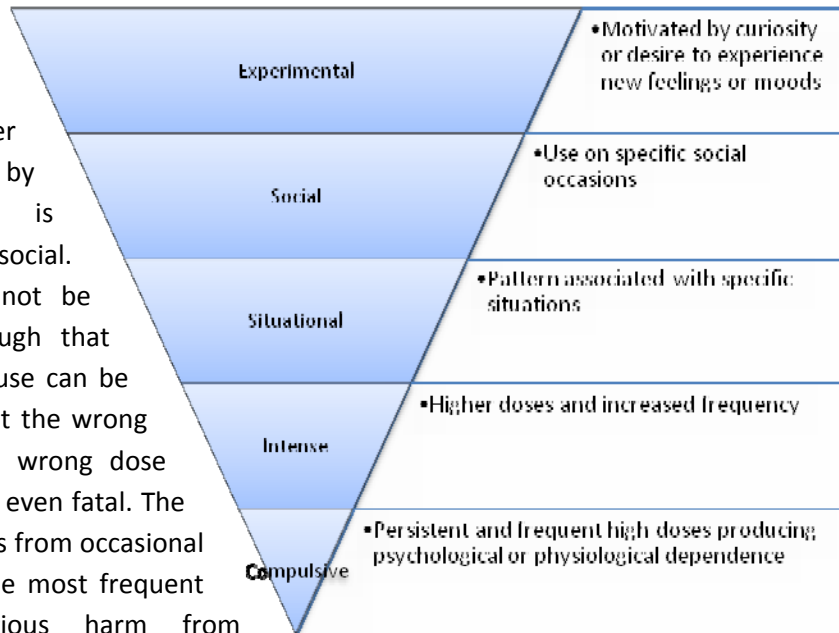 Experimental
•Motivated by curiosity
or desire to experience
new feelings or moods
Social
•Use on specific social
occasions
Situational
•Pattern associated with specific
situations
Intense
•Higher doses and increased frequency
Compulsive
•Persistent and frequent high doses producing
psychological or physiological dependence
er
by
is
social.
not be
ugh that
use can be
t the wrong
wrong dose
even fatal. The
s from occasional
e most frequent
ious harm from